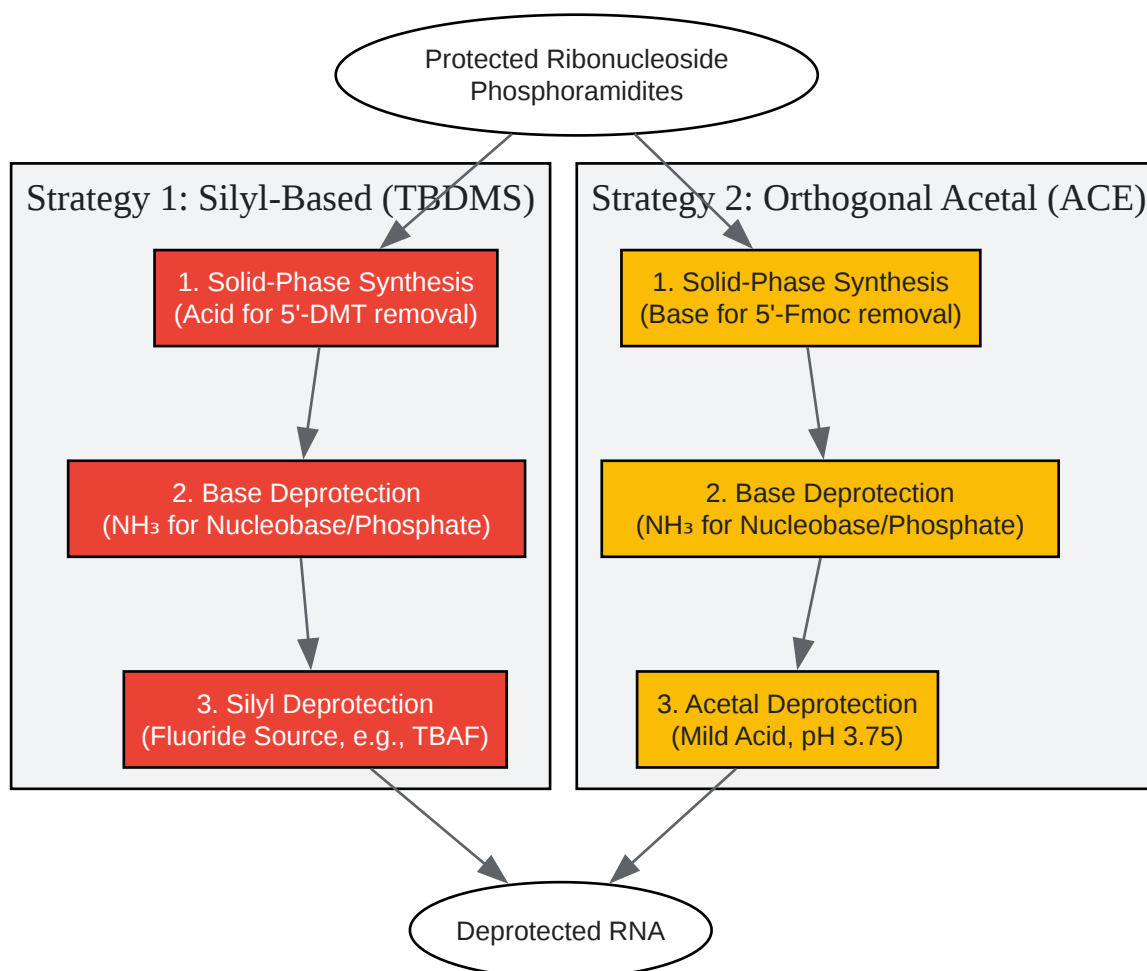 Protected Ribonucleoside
Phosphoramidites
Strategy 1: Silyl-Based (TBDMS)
1. Solid-Phase Synthesis
(Acid for 5'-DMT removal)
2. Base Deprotection
(NH₃ for Nucleobase/Phosphate)
3. Silyl Deprotection
(Fluoride Source, e.g., TBAF)
Strategy 2: Orthogonal Acetal (ACE)
1. Solid-Phase Synthesis
(Base for 5'-Fmoc removal)
2. Base Deprotection
(NH₃ for Nucleobase/Phosphate)
3. Acetal Deprotection
(Mild Acid, pH 3.75)
Deprotected RNA